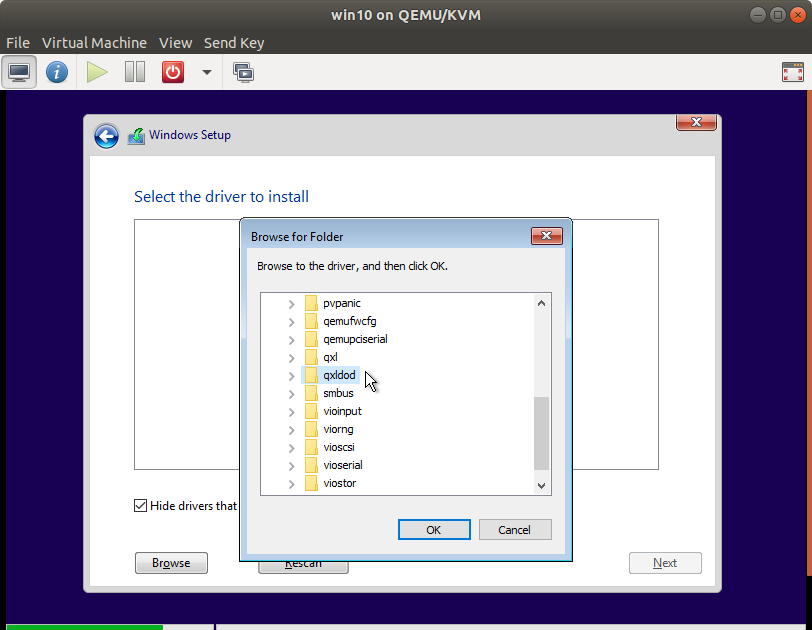 win10 on QEMU/KVM
File Virtual Machine View Send Key
Windows Setup
Select the driver to install
Browse for Folder
Browse to the driver, and then click OK.
pvpanic
qemufwcfg
qemupciserial
qxl
qxldod
smbus
vioinput
viorng
vioscsi
vioserial
viostor
Hide drivers that
OK Cancel
Browse Rescan Next